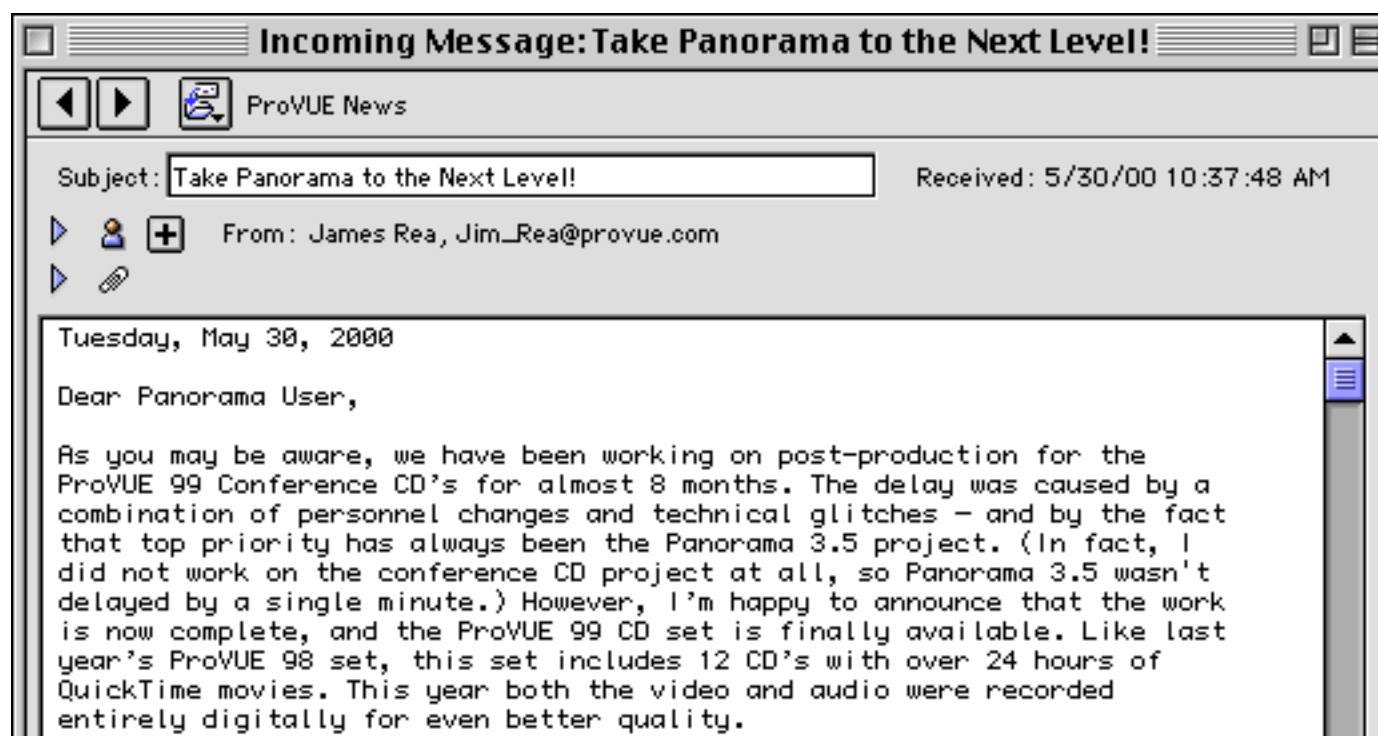 Incoming Message: Take Panorama to the Next Level!
ProVUE News
Subject: Take Panorama to the Next Level!
Received: 5/30/00 10:37:48 AM
From: James Rea, Jim_Rea@provue.com
Tuesday, May 30, 2000
Dear Panorama User,
As you may be aware, we have been working on post-production for the
ProVUE 99 Conference CD's for almost 8 months. The delay was caused by a
combination of personnel changes and technical glitches – and by the fact
that top priority has always been the Panorama 3.5 project. (In fact, I
did not work on the conference CD project at all, so Panorama 3.5 wasn't
delayed by a single minute.) However, I'm happy to announce that the work
is now complete, and the ProVUE 99 CD set is finally available. Like last
year's ProVUE 98 set, this set includes 12 CD's with over 24 hours of
QuickTime movies. This year both the video and audio were recorded
entirely digitally for even better quality.